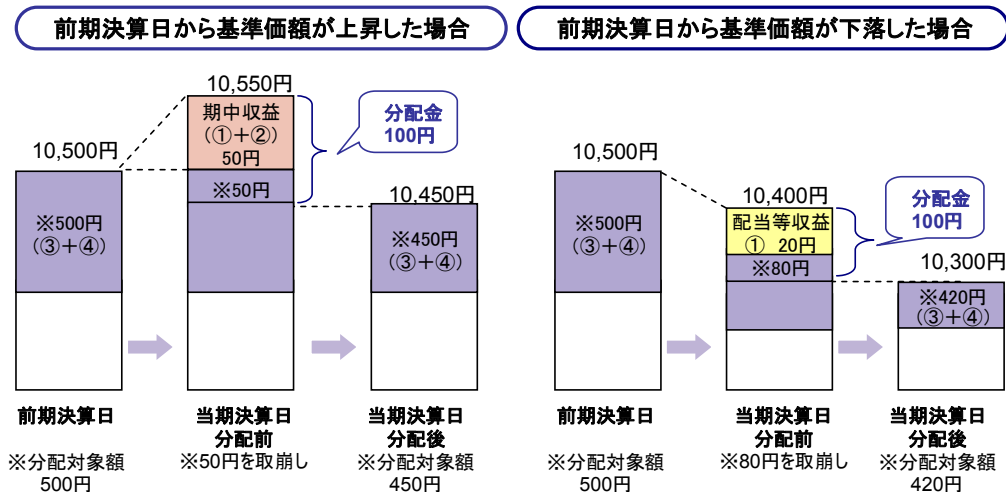 前期決算日から基準価額が上昇した場合
10,550円
期中収益
(①+②)
50円
分配金
100円
10,500円
※50円
10,450円
※500円
(③+④)
※450円
(③+④)
前期決算日
当期決算日
分配前
当期決算日
分配後
※分配対象額
500円
※50円を取崩し
※分配対象額
450円
前期決算日から基準価額が下落した場合
10,500円
10,400円
分配金
100円
配当等収益
① 20円
※500円
(③+④)
※80円
10,300円
※420円
(③+④)
前期決算日
当期決算日
分配前
当期決算日
分配後
※分配対象額
500円
※80円を取崩し
※分配対象額
420円